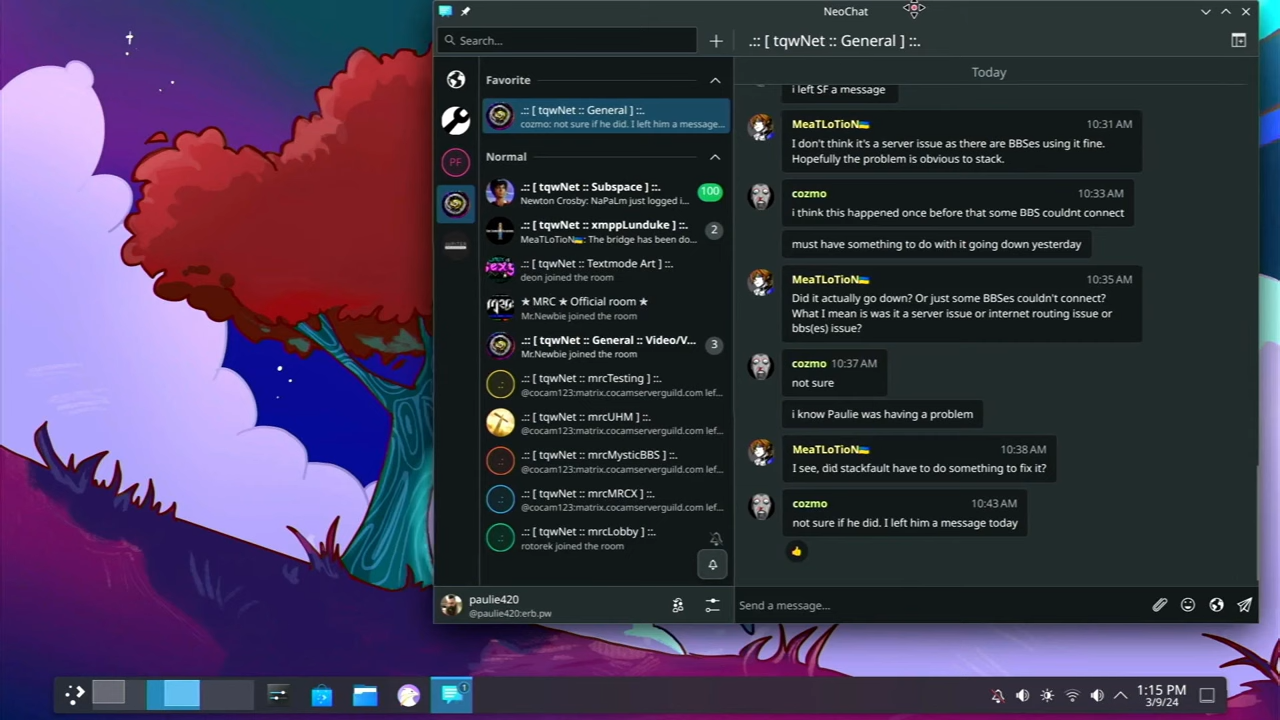 NeoChat
Search...
.:: [ tqwNet :: General ] ::.
Favorite
.:: [ tqwNet :: General ] ::.
cozmo: not sure if he did. I left him a message...
Normal
.:: [ tqwNet :: Subspace ] ::.
Newton Crosby: NaPaLm just logged i...
100
.:: [ tqwNet :: xmppLunduke ] ::.
MeaTLoTioN🇺🇦: The bridge has been do...
2
.:: [ tqwNet :: Textmode Art ] ::.
deon joined the room
★ MRC ★ Official room ★
Mr.Newbie joined the room
.:: [ tqwNet :: General :: Video/V...
Mr.Newbie joined the room
3
.:: [ tqwNet :: mrcTesting ] ::.
@cocam123:matrix.cocamserverguild.com lef...
.:: [ tqwNet :: mrcUHM ] ::.
@cocam123:matrix.cocamserverguild.com lef...
.:: [ tqwNet :: mrcMysticBBS ] ::.
@cocam123:matrix.cocamserverguild.com lef...
.:: [ tqwNet :: mrcMRCX ] ::.
@cocam123:matrix.cocamserverguild.com lef...
.:: [ tqwNet :: mrcLobby ] ::.
rotorek joined the room
PF
paulie420
@paulie420:erb.pw
Today
i left SF a message
MeaTLoTioN🇺🇦 10:31 AM
I don't think it's a server issue as there are BBSes using it fine.
Hopefully the problem is obvious to stack.
cozmo 10:33 AM
i think this happened once before that some BBS couldnt connect
must have something to do with it going down yesterday
MeaTLoTioN🇺🇦 10:35 AM
Did it actually go down? Or just some BBSes couldn't connect?
What I mean is was it a server issue or internet routing issue or
bbs(es) issue?
cozmo 10:37 AM
not sure
i know Paulie was having a problem
MeaTLoTioN🇺🇦 10:38 AM
I see, did stackfault have to do something to fix it?
cozmo 10:43 AM
not sure if he did. I left him a message today
👍
Send a message...
1
1:15 PM
3/9/24